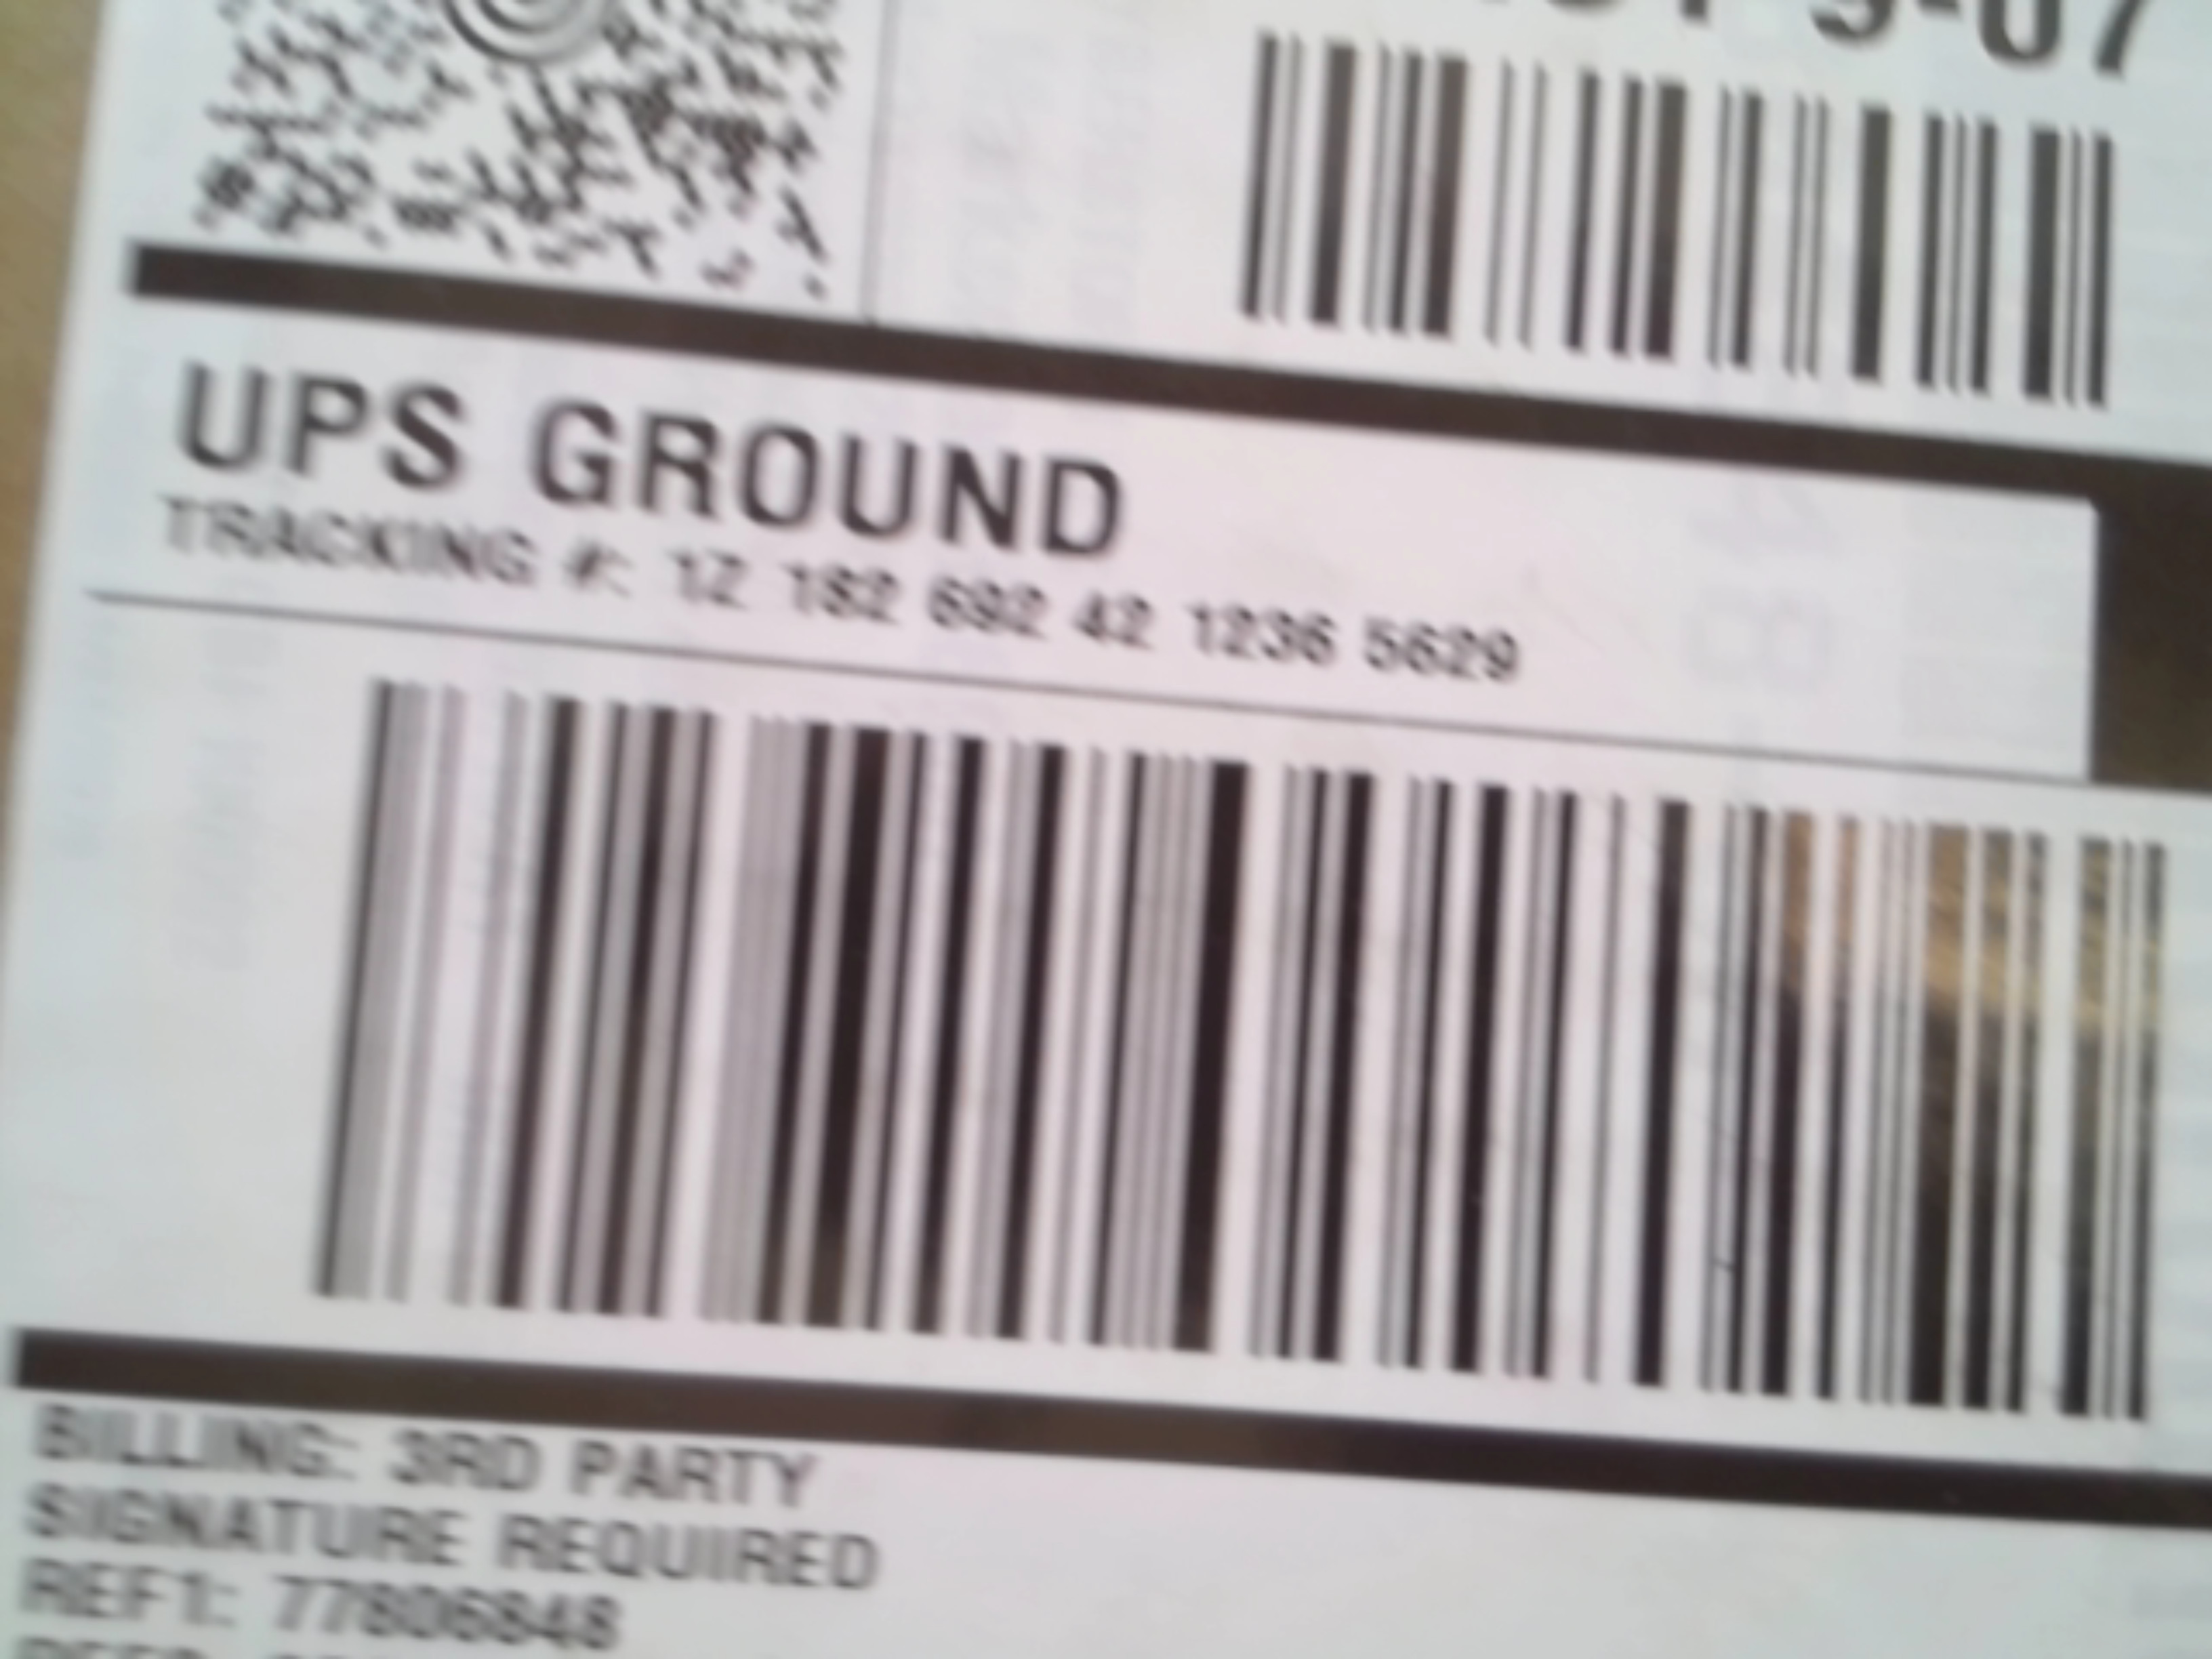 UPS GROUND
TRACKING #: 1Z 182 692 42 1236 5629
BILLING: 3RD PARTY
SIGNATURE REQUIRED
REF1: 77806848